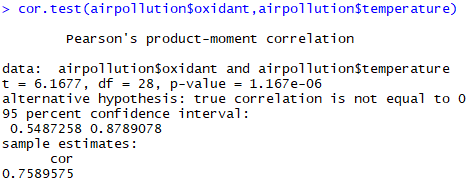 > cor.test(airpollution$oxidant,airpollution$temperature)
Pearson's product-moment correlation
data:  airpollution$oxidant and airpollution$temperature
t = 6.1677, df = 28, p-value = 1.167e-06
alternative hypothesis: true correlation is not equal to 0
95 percent confidence interval:
0.5487258 0.8789078
sample estimates:
cor
0.7589575